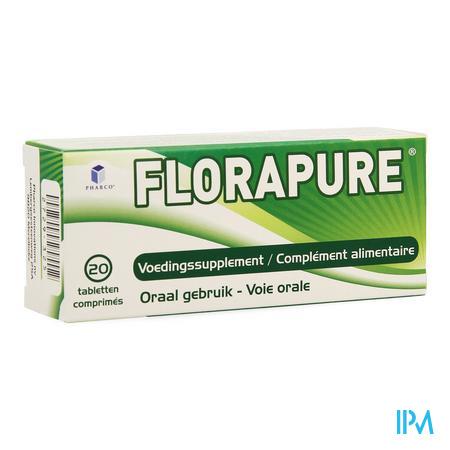 PHARCO®
FLORAPURE®
Voedingssupplement / Complément alimentaire
20
tabletten
comprimés
Oraal gebruik - Voie orale
IPM